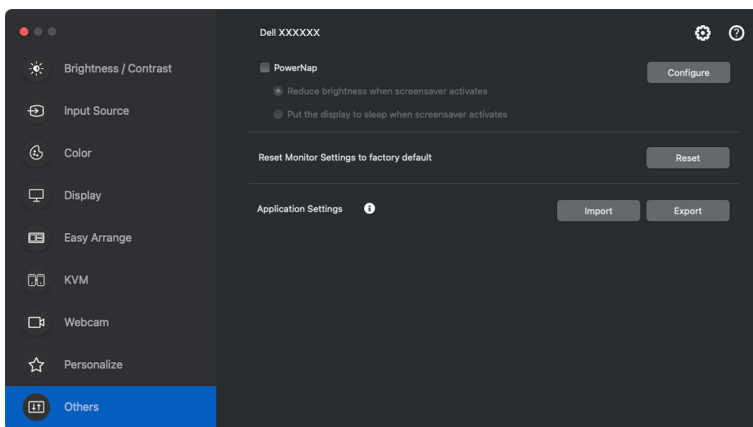 Dell XXXXXX
Brightness / Contrast
Input Source
Color
Display
Easy Arrange
KVM
Webcam
Personalize
Others
PowerNap
Configure
Reduce brightness when screensaver activates
Put the display to sleep when screensaver activates
Reset Monitor Settings to factory default
Reset
Application Settings
Import
Export